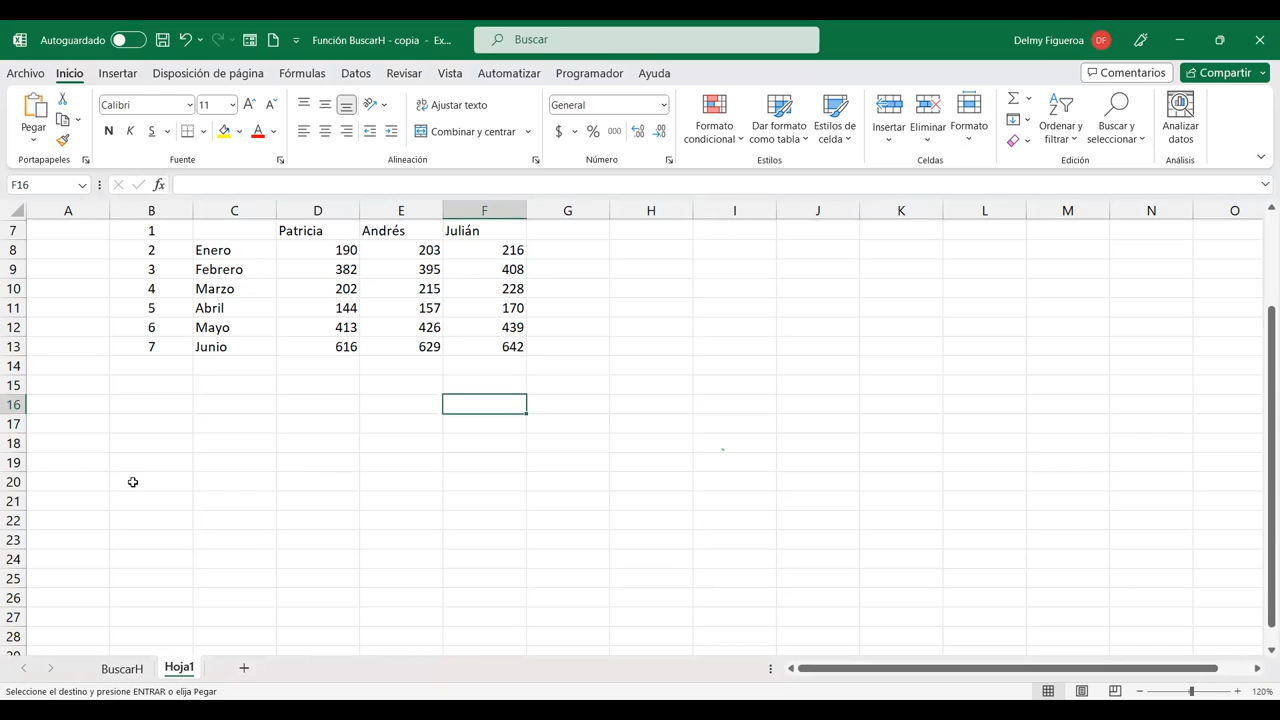 Autoguardado Función BuscarH - copia - Ex... Buscar Delmy Figueroa DF
Archivo Inicio Insertar Disposición de página Fórmulas Datos Revisar Vista Automatizar Programador Ayuda Comentarios Compartir
Pegar Calibri 11 Ajustar texto General Formato condicional Dar formato como tabla Estilos de celda Insertar Eliminar Formato Ordenar y filtrar Buscar y seleccionar Analizar datos
N K S A Combinar y centrar $ % 000
Portapapeles Fuente Alineación Número Estilos Celdas Edición Análisis
F16 fx
A B C D E F G H I J K L M N O
7 1 Patricia Andrés Julián
8 2 Enero 190 203 216
9 3 Febrero 382 395 408
10 4 Marzo 202 215 228
11 5 Abril 144 157 170
12 6 Mayo 413 426 439
13 7 Junio 616 629 642
14
15
16
17
18
19
20
21
22
23
24
25
26
27
28
BuscarH Hoja1
Seleccione el destino y presione ENTRAR o elija Pegar 120%